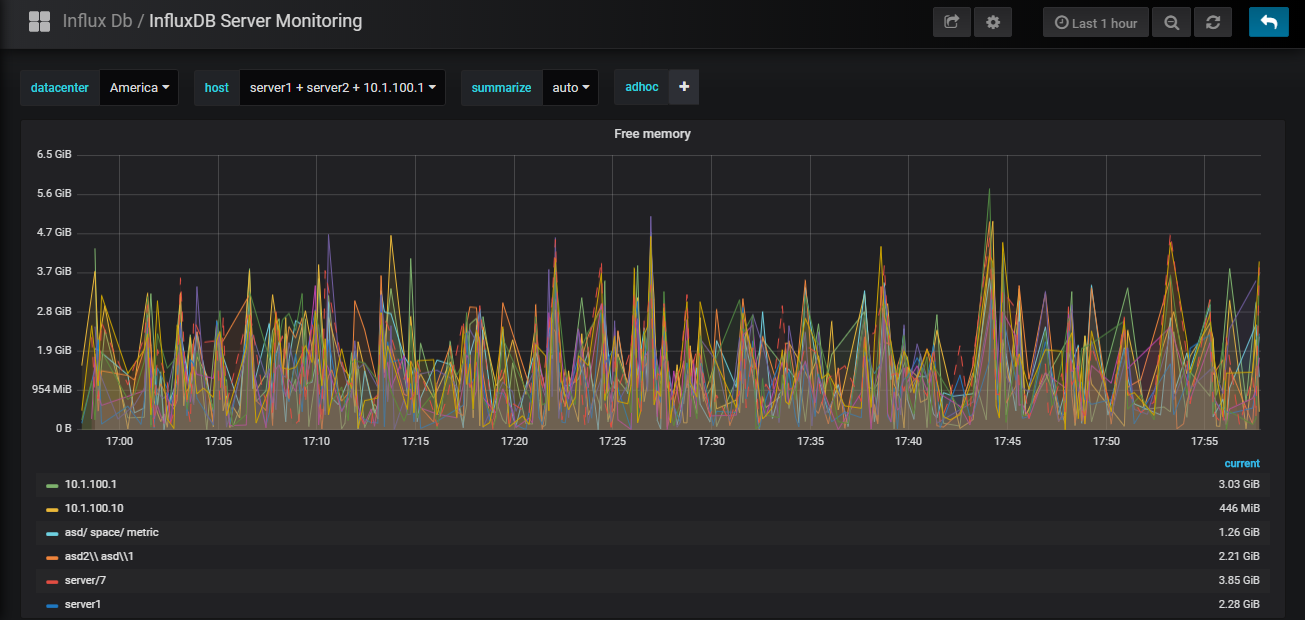 Influx Db / InfluxDB Server Monitoring
Last 1 hour
datacenter America host server1 + server2 + 10.1.100.1 summarize auto adhoc +
Free memory
6.5 GiB
5.6 GiB
4.7 GiB
3.7 GiB
2.8 GiB
1.9 GiB
954 MiB
0 B
17:00 17:05 17:10 17:15 17:20 17:25 17:30 17:35 17:40 17:45 17:50 17:55
current
10.1.100.1 3.03 GiB
10.1.100.10 446 MiB
asd/ space/ metric 1.26 GiB
asd2\\ asd\\1 2.21 GiB
server/7 3.85 GiB
server1 2.28 GiB